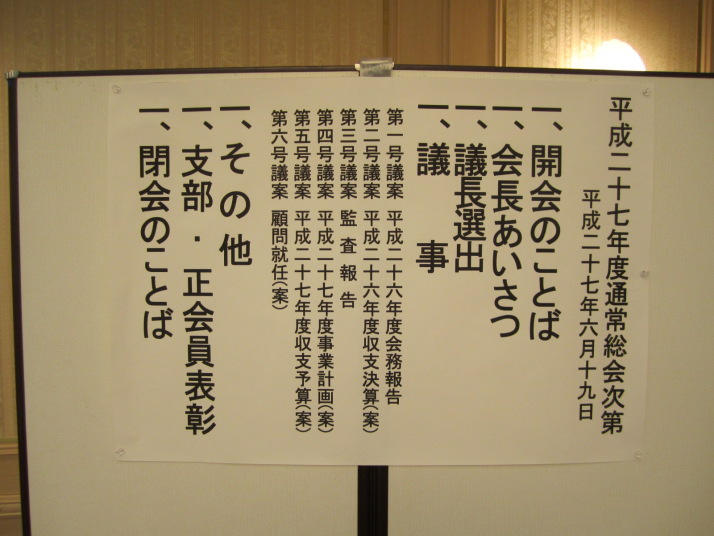 平成二十七年度通常総会次第
平成二十七年六月十九日
一、開会のことば
一、会長あいさつ
一、議長選出
一、議　事
第一号議案　平成二十六年度会務報告
第二号議案　平成二十六年度収支決算（案）
第三号議案　監査報告
第四号議案　平成二十七年度事業計画（案）
第五号議案　平成二十七年度収支予算（案）
第六号議案　顧問就任（案）
一、その他
一、支部・正会員表彰
一、閉会のことば